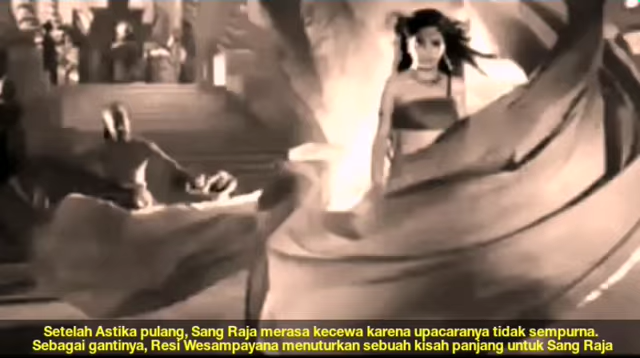 Setelah Astika pulang, Sang Raja merasa kecewa karena upacaranya tidak sempurna.
Sebagai gantinya, Resi Wesampayana menuturkan sebuah kisah panjang untuk Sang Raja